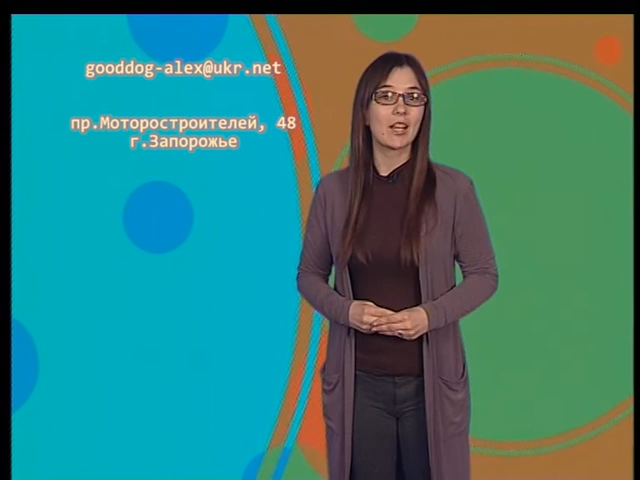 gooddog-alex@ukr.net
пр.Моторостроителей, 48
г.Запорожье